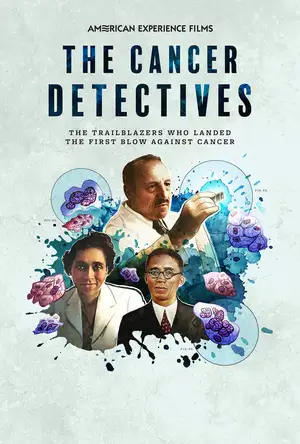 AMERICAN EXPERIENCE FILMS
THE CANCER
DETECTIVES
THE TRAILBLAZERS WHO LANDED
THE FIRST BLOW AGAINST CANCER